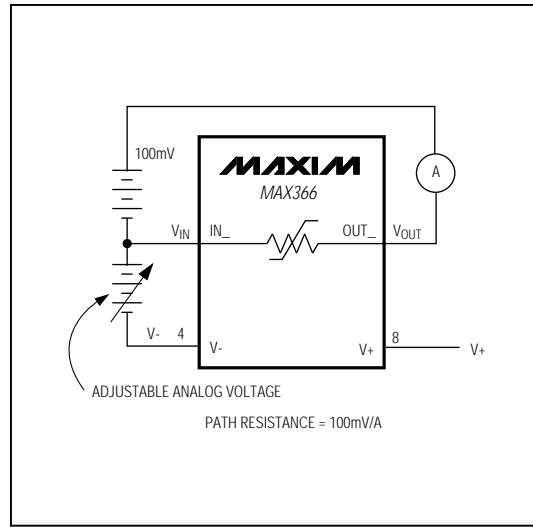 100mV
MAXIM
MAX366
A
VIN IN_ OUT_ VOUT
V- 4 8
V- V+ V+
ADJUSTABLE ANALOG VOLTAGE
PATH RESISTANCE = 100mV/A